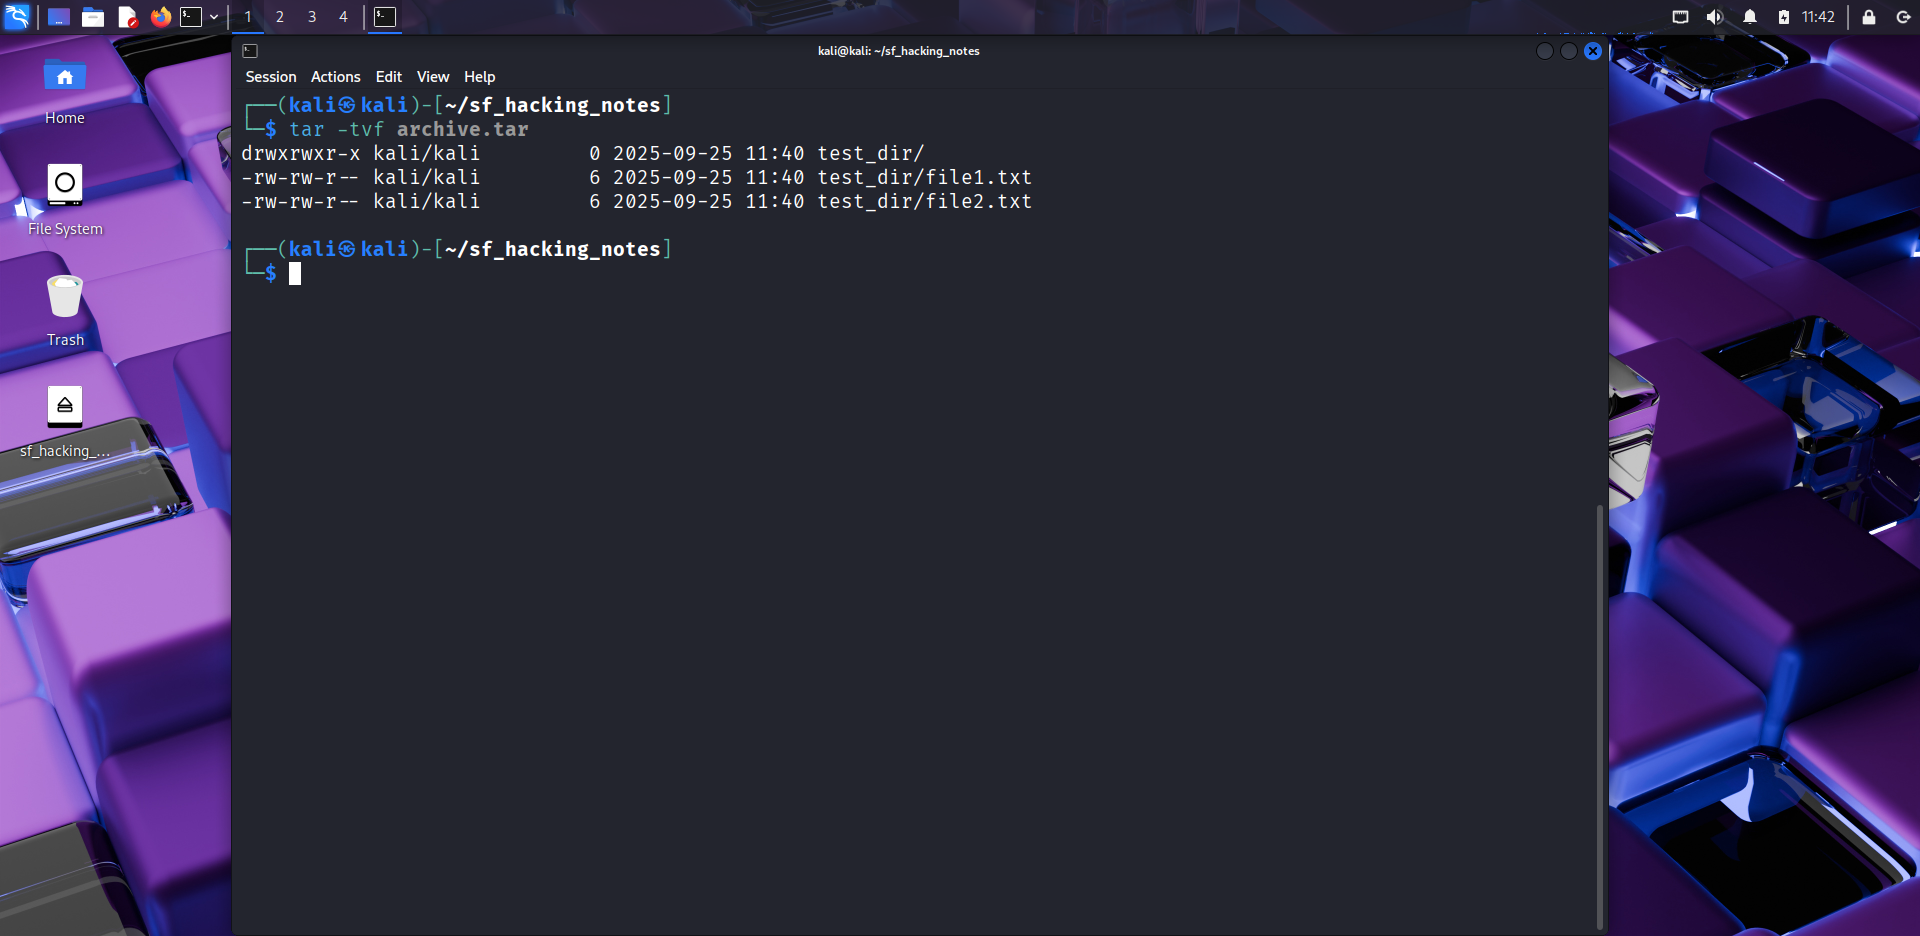 1 2 3 4 11:42
kali@kali: ~/sf_hacking_notes
Session Actions Edit View Help
┌──(kali㉿kali)-[~/sf_hacking_notes]
└─$ tar -tvf archive.tar
drwxrwxr-x kali/kali         0 2025-09-25 11:40 test_dir/
-rw-rw-r-- kali/kali         6 2025-09-25 11:40 test_dir/file1.txt
-rw-rw-r-- kali/kali         6 2025-09-25 11:40 test_dir/file2.txt
┌──(kali㉿kali)-[~/sf_hacking_notes]
└─$
Home
File System
Trash
sf_hacking_...